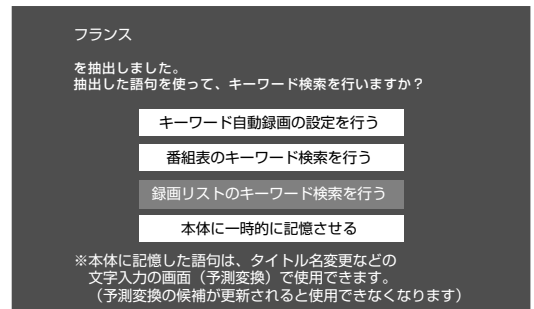 フランス
を抽出しました。
抽出した語句を使って、キーワード検索を行いますか？
キーワード自動録画の設定を行う
番組表のキーワード検索を行う
録画リストのキーワード検索を行う
本体に一時的に記憶させる
※本体に記憶した語句は、タイトル名変更などの
文字入力の画面（予測変換）で使用できます。
（予測変換の候補が更新されると使用できなくなります）